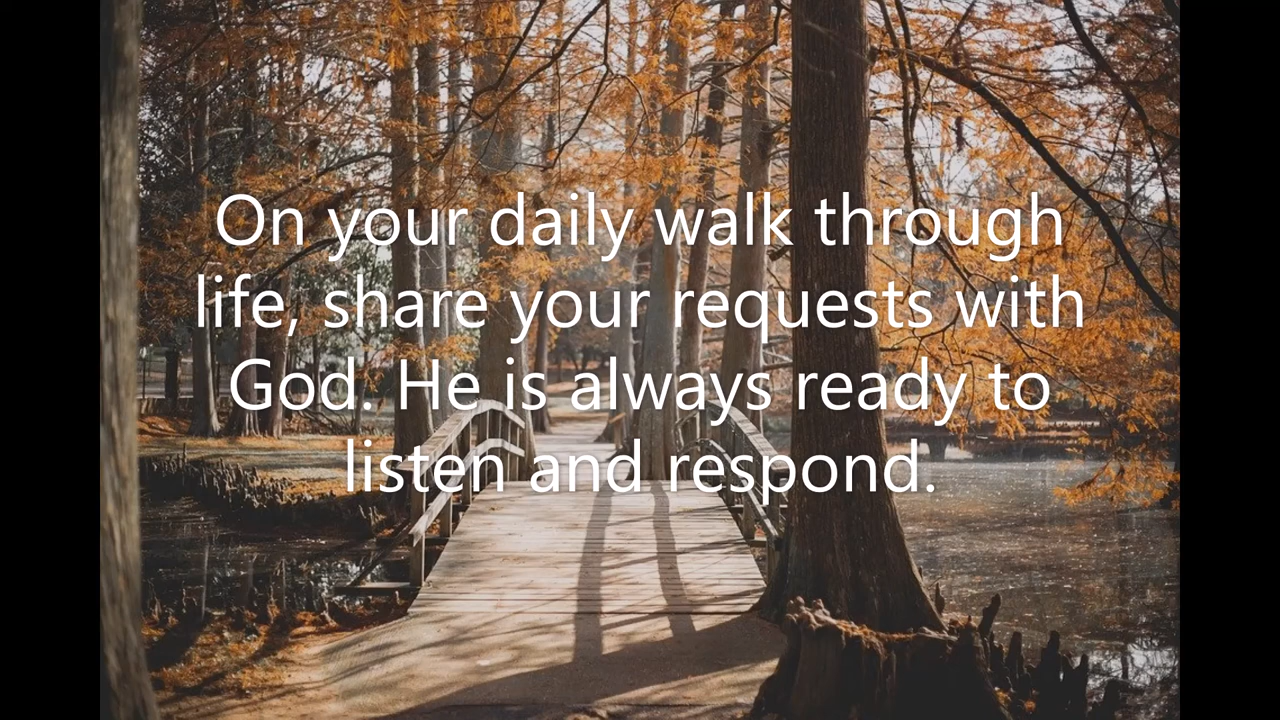 On your daily walk through
life, share your requests with
God. He is always ready to
listen and respond.